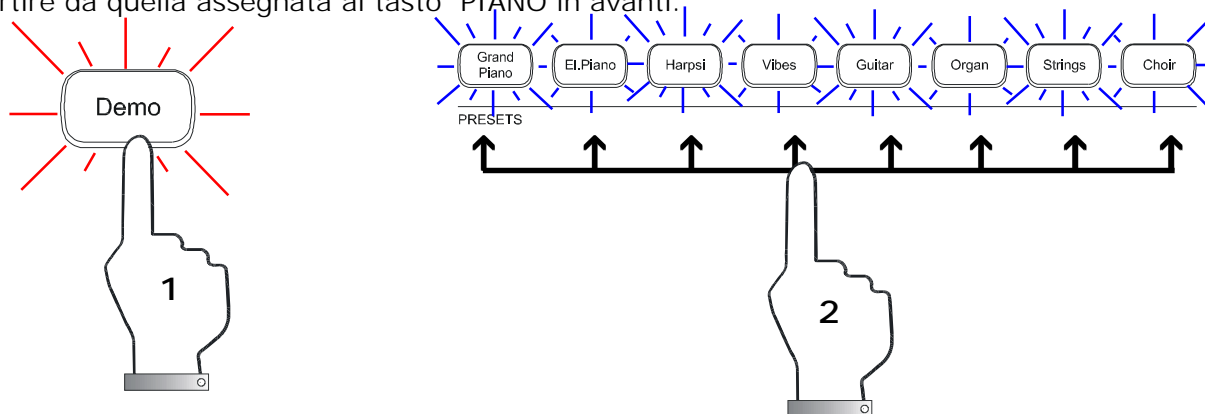 rtire da quella assegnata al tasto "PIANO in avanti.
Demo
Grand
Piano
El.Piano
Harpsi
Vibes
Guitar
Organ
Strings
Choir
PRESETS
1
2